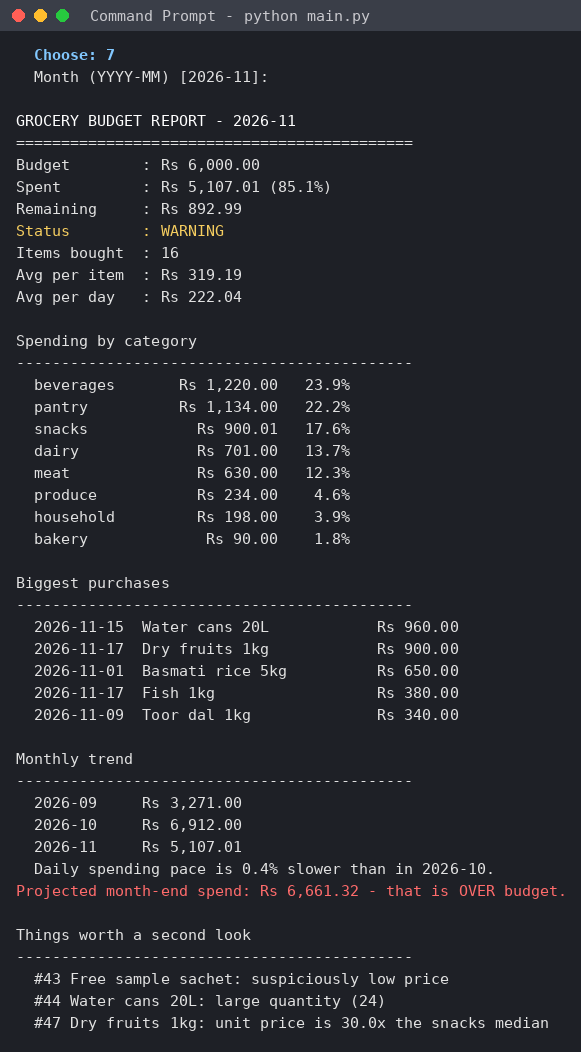 Command Prompt - python main.py
Choose: 7
Month (YYYY-MM) [2026-11]:
GROCERY BUDGET REPORT - 2026-11
============================================
Budget        : Rs 6,000.00
Spent         : Rs 5,107.01 (85.1%)
Remaining     : Rs 892.99
Status        : WARNING
Items bought  : 16
Avg per item  : Rs 319.19
Avg per day   : Rs 222.04
Spending by category
--------------------------------------------
beverages       Rs 1,220.00   23.9%
pantry          Rs 1,134.00   22.2%
snacks            Rs 900.01   17.6%
dairy             Rs 701.00   13.7%
meat              Rs 630.00   12.3%
produce           Rs 234.00    4.6%
household         Rs 198.00    3.9%
bakery             Rs 90.00    1.8%
Biggest purchases
--------------------------------------------
2026-11-15  Water cans 20L            Rs 960.00
2026-11-17  Dry fruits 1kg            Rs 900.00
2026-11-01  Basmati rice 5kg          Rs 650.00
2026-11-17  Fish 1kg                  Rs 380.00
2026-11-09  Toor dal 1kg              Rs 340.00
Monthly trend
--------------------------------------------
2026-09     Rs 3,271.00
2026-10     Rs 6,912.00
2026-11     Rs 5,107.01
Daily spending pace is 0.4% slower than in 2026-10.
Projected month-end spend: Rs 6,661.32 - that is OVER budget.
Things worth a second look
--------------------------------------------
#43 Free sample sachet: suspiciously low price
#44 Water cans 20L: large quantity (24)
#47 Dry fruits 1kg: unit price is 30.0x the snacks median